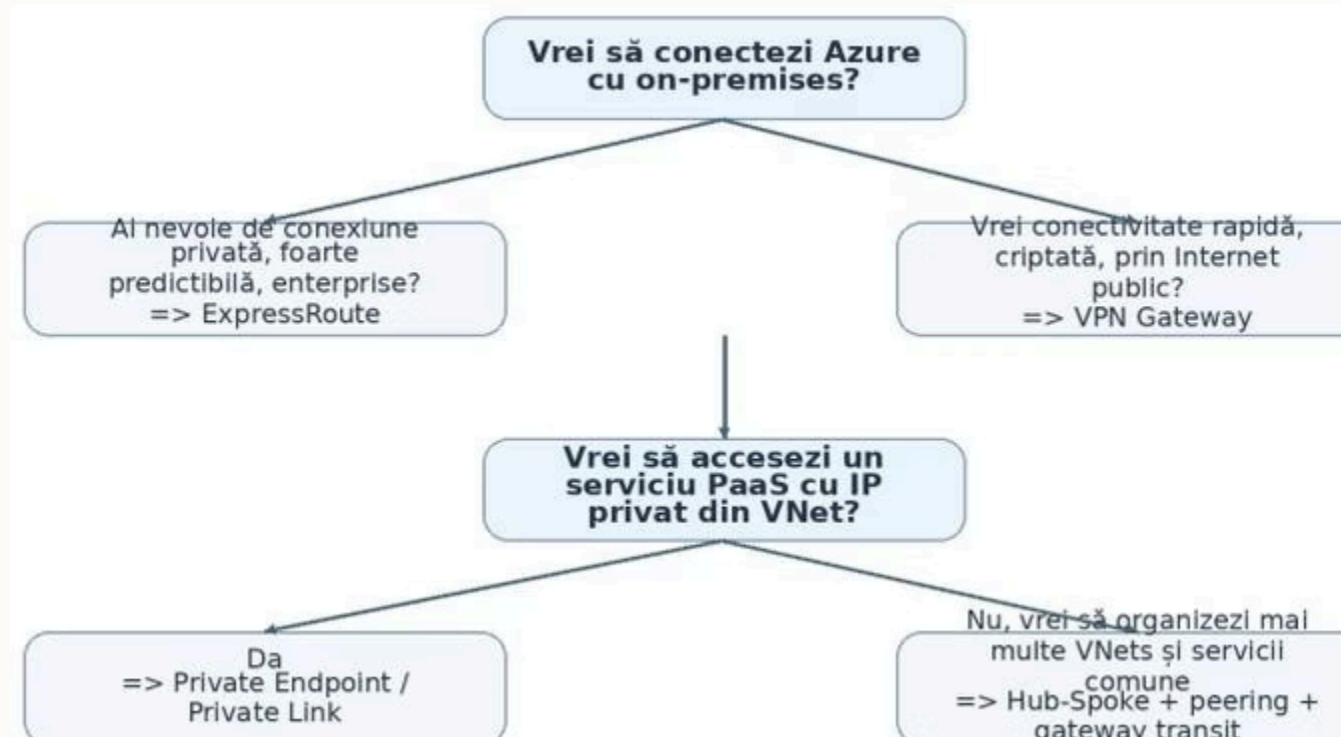 Vrei să conectezi Azure
cu on-premises?
Ai nevoie de conexiune
privată, foarte
predictibilă, enterprise?
=> ExpressRoute
Vrei conectivitate rapidă,
criptată, prin Internet
public?
=> VPN Gateway
Vrei să accesezi un
serviciu PaaS cu IP
privat din VNet?
Da
=> Private Endpoint /
Private Link
Nu, vrei să organizezi mai
multe VNets și servicii
comune
=> Hub-Spoke + peering +
gateway transit